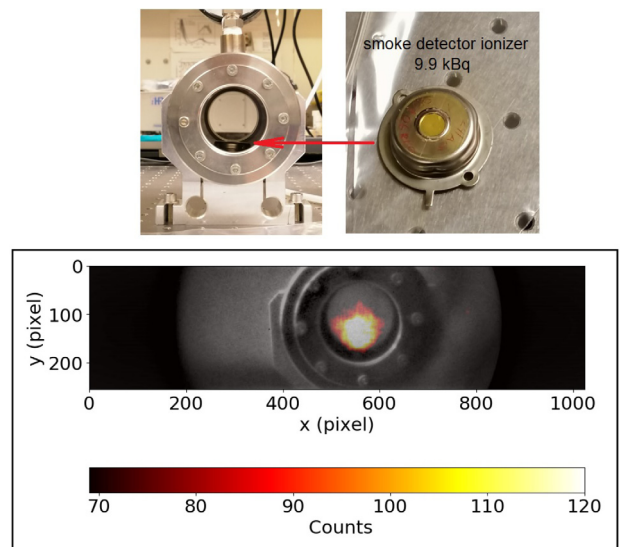 smoke detector ionizer
9.9 kBq
0
100
200
y (pixel)
0 200 400 600 800 1000
x (pixel)
70 80 90 100 110 120
Counts